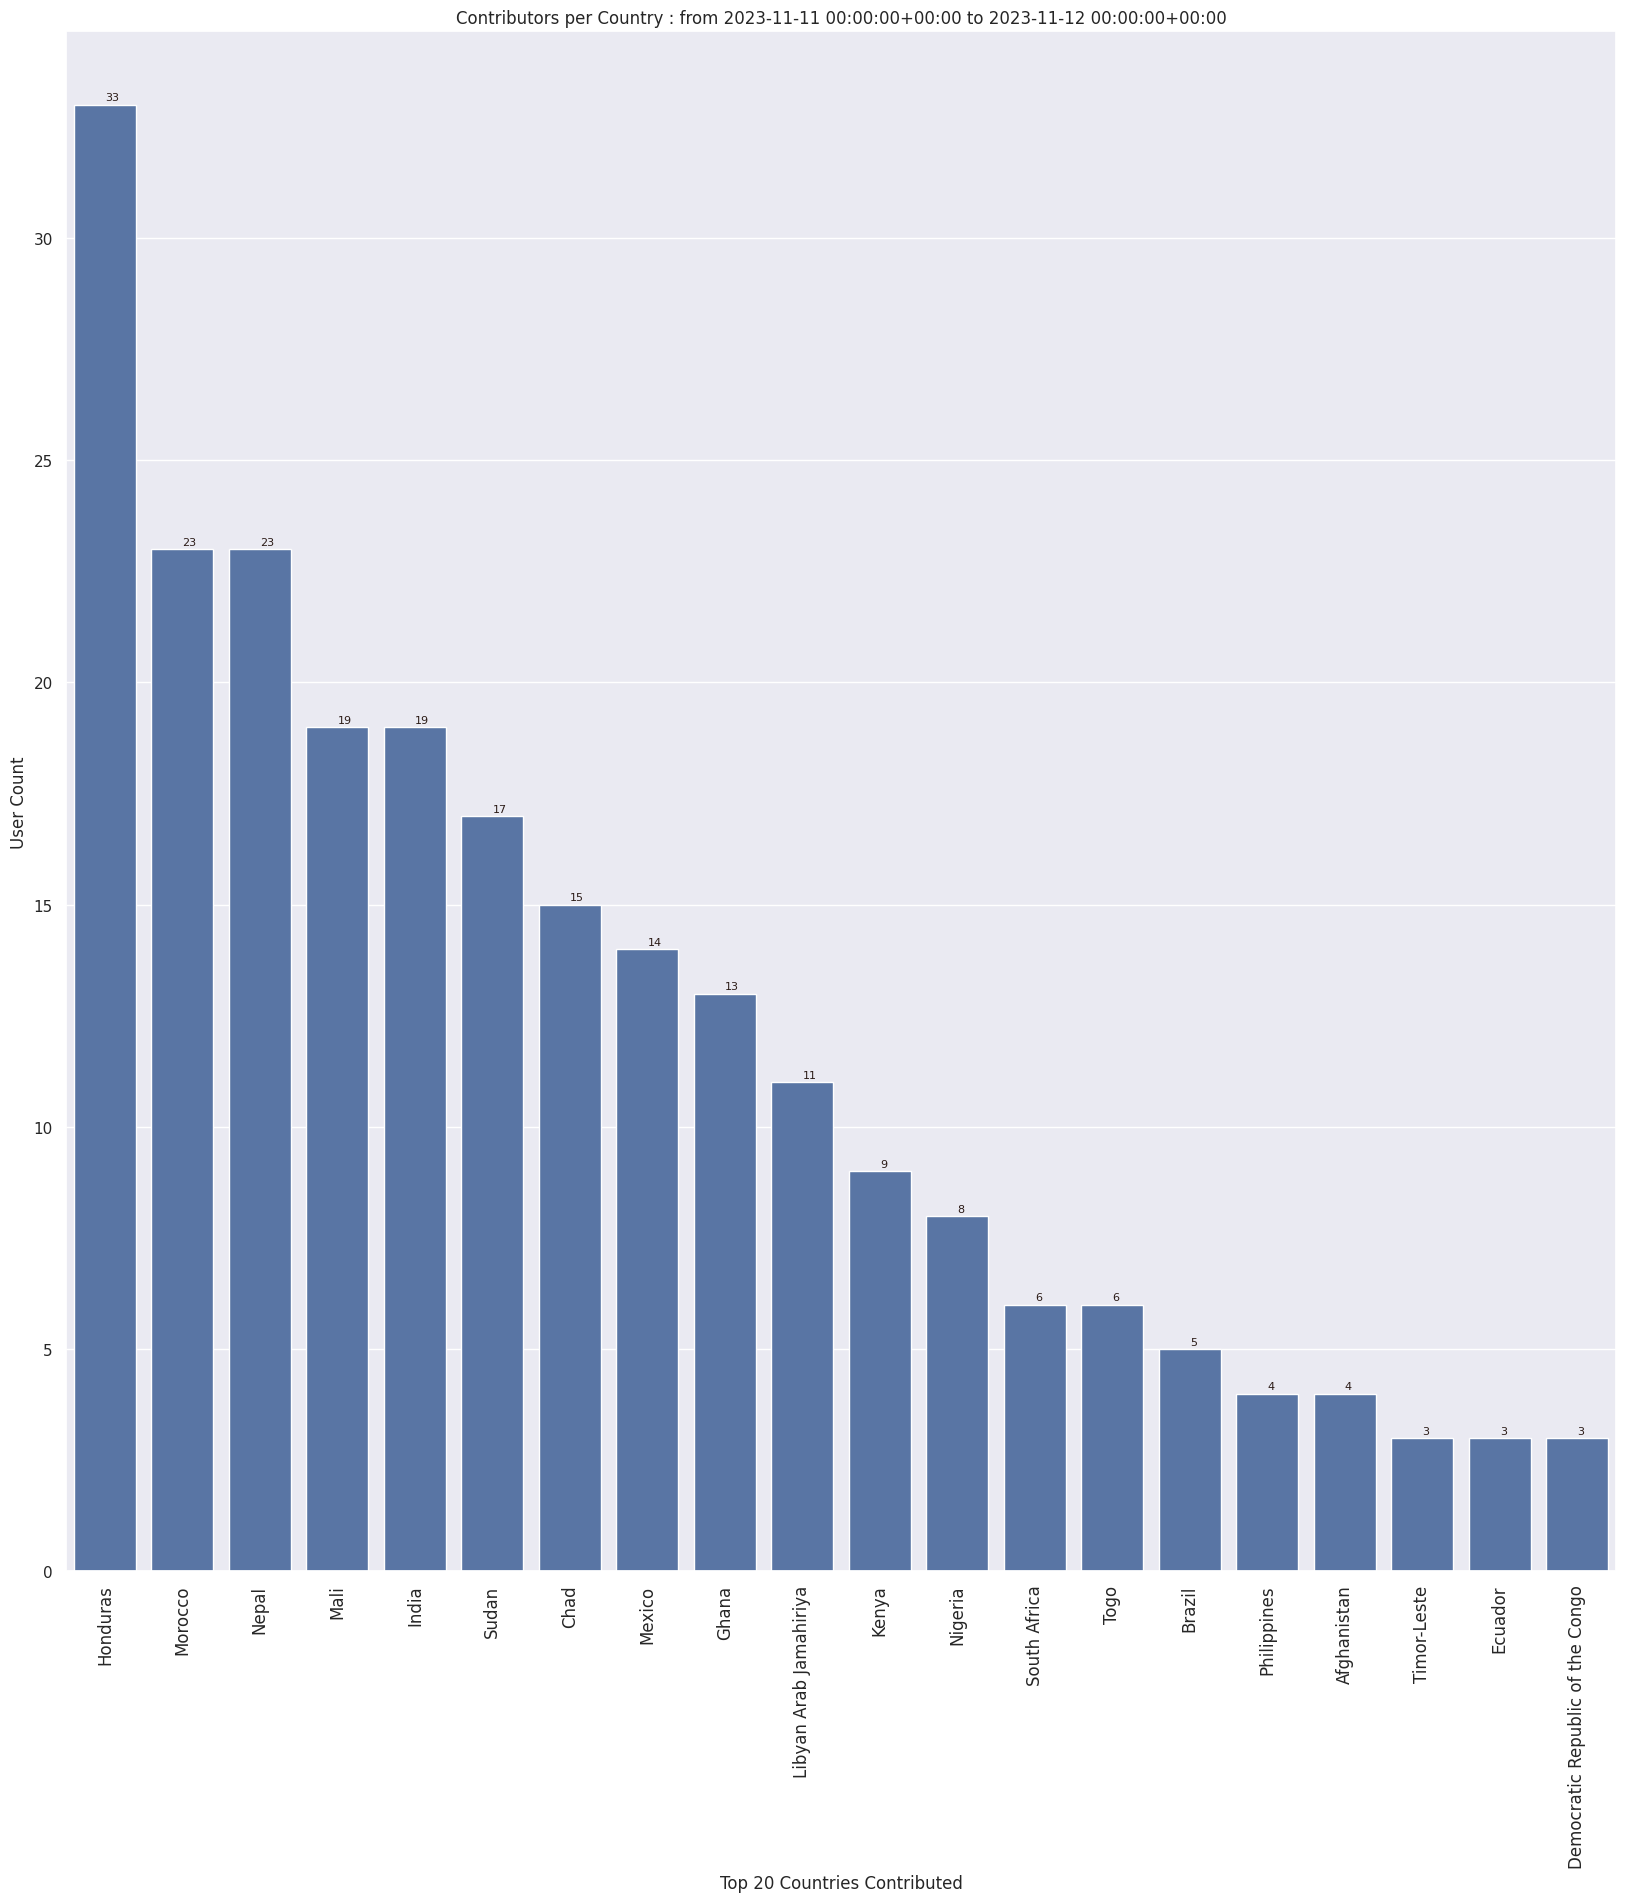 Contributors per Country : from 2023-11-11 00:00:00+00:00 to 2023-11-12 00:00:00+00:00
33
30
25
23
23
20
19
19
User Count
17
15
15
14
13
11
10
9
8
6
6
5
5
4
4
3
3
3
0
Honduras
Morocco
Nepal
Mali
India
Sudan
Chad
Mexico
Ghana
Libyan Arab Jamahiriya
Kenya
Nigeria
South Africa
Togo
Brazil
Philippines
Afghanistan
Timor-Leste
Ecuador
Democratic Republic of the Congo
Top 20 Countries Contributed